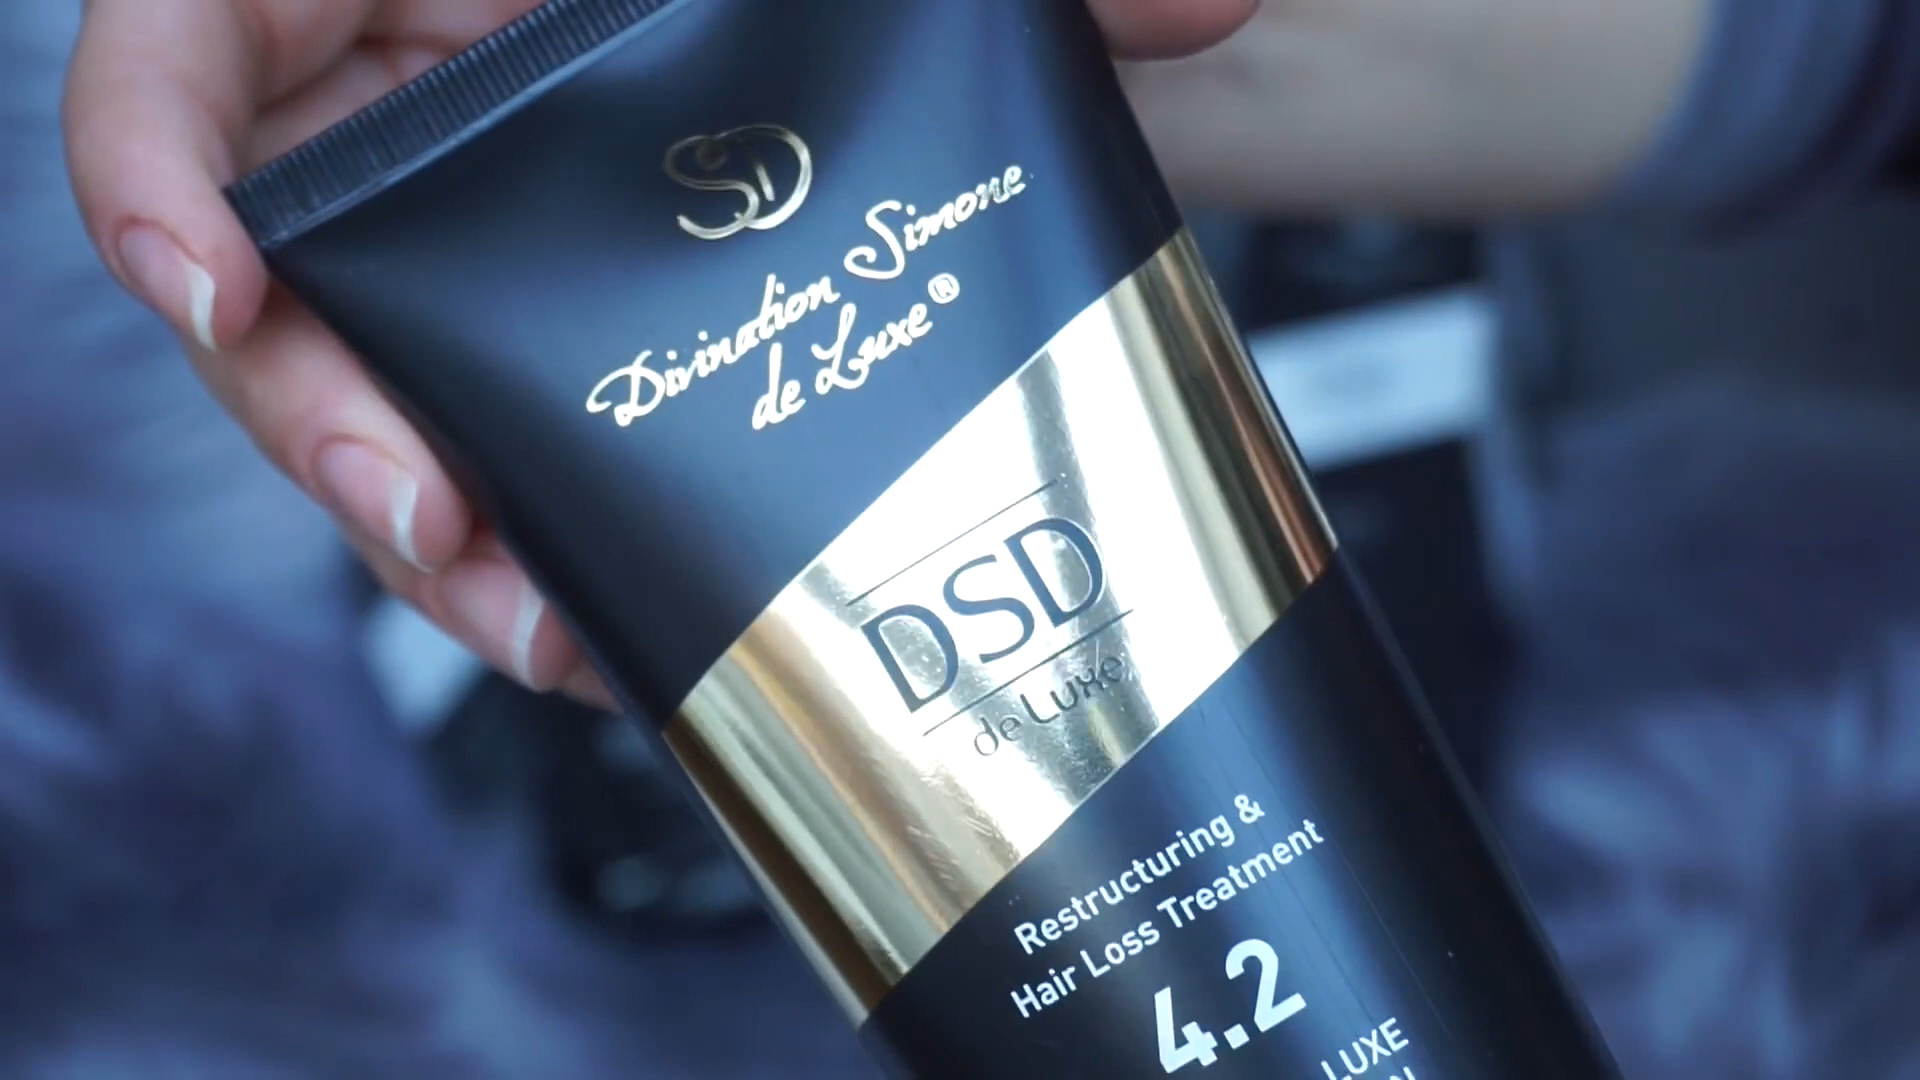 SD
Divination Simone
de Luxe®
DSD
de Luxe
Restructuring &
Hair Loss Treatment
4.2
LUXE